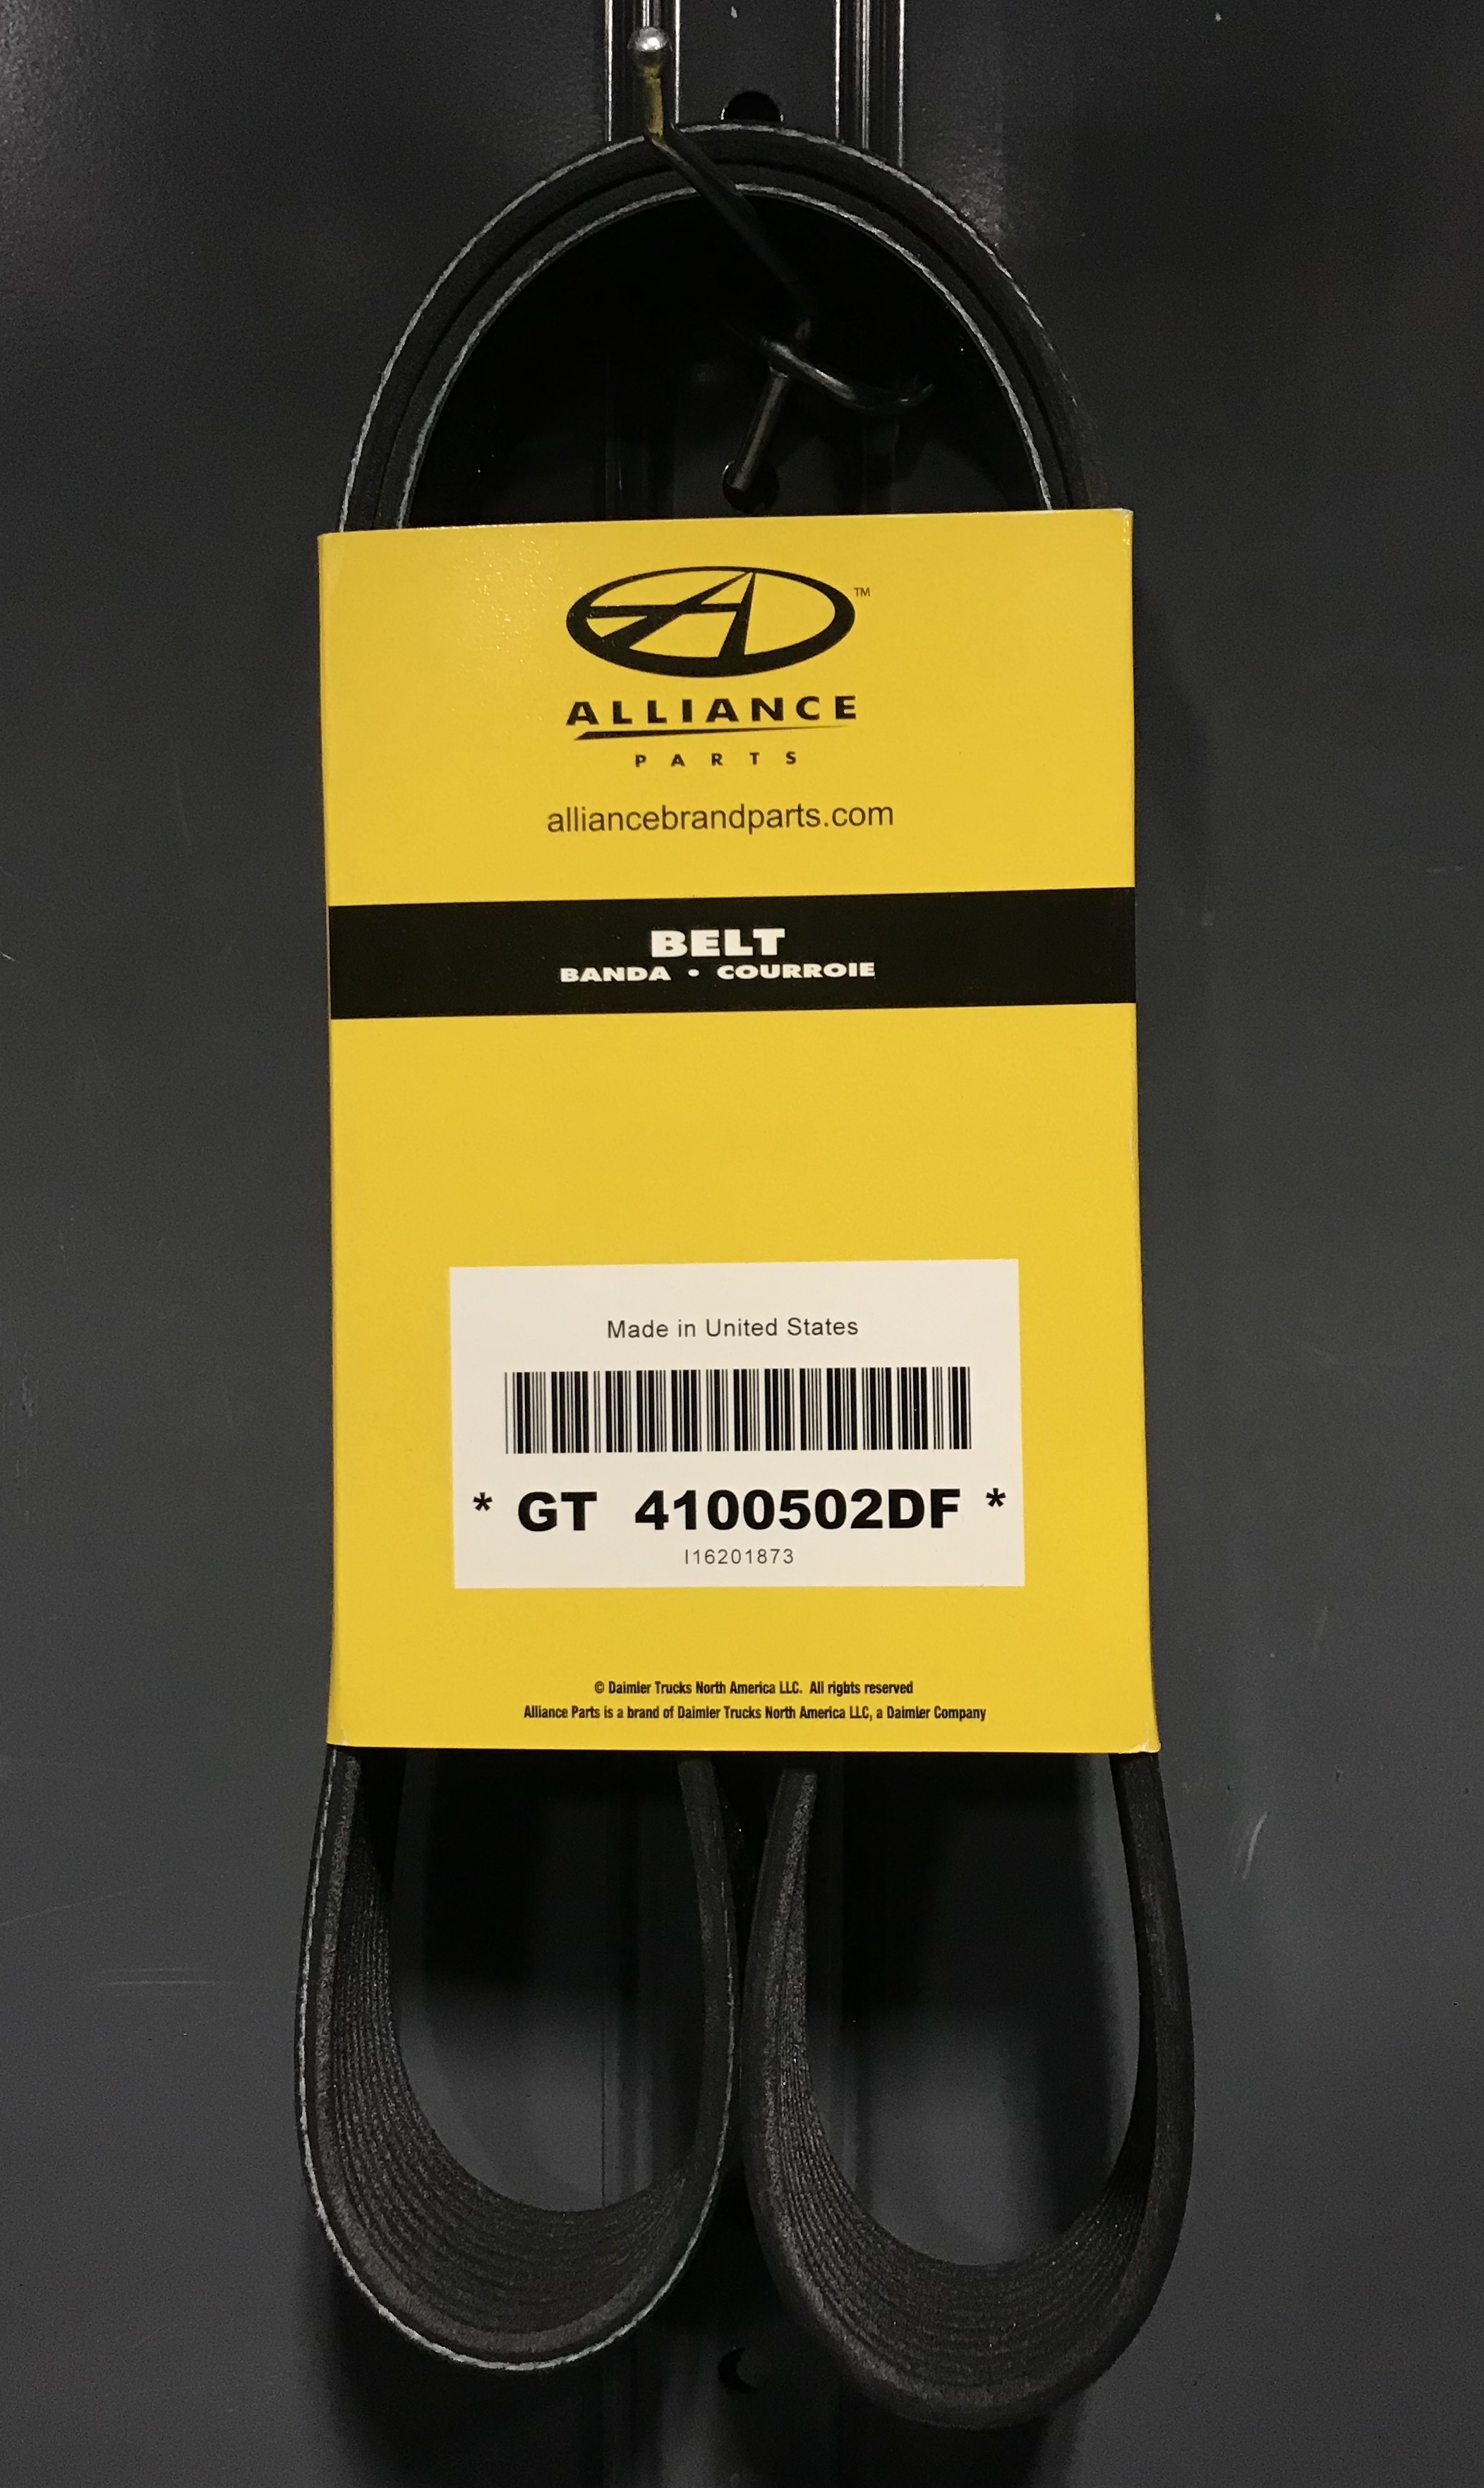 TM
ALLIANCE
PARTS
alliancebrandparts.com
BELT
BANDA • COURROIE
Made in United States
* GT 4100502DF *
I16201873
© Daimler Trucks North America LLC. All rights reserved
Alliance Parts is a brand of Daimler Trucks North America LLC, a Daimler Company